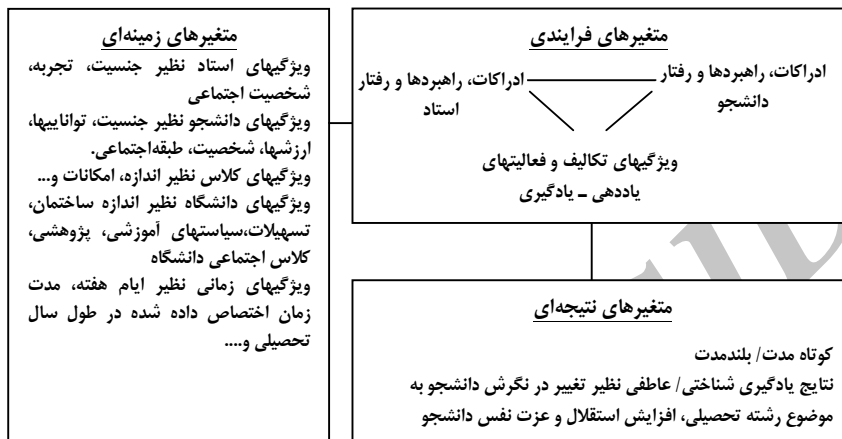 متغیرهای زمینه‌ای
ویژگیهای استاد نظیر جنسیت، تجربه،
شخصیت اجتماعی
ویژگیهای دانشجو نظیر جنسیت، تواناییها،
ارزشها، شخصیت، طبقه‌اجتماعی.
ویژگیهای کلاس نظیر اندازه، امکانات و...
ویژگیهای دانشگاه نظیر اندازه ساختمان،
تسهیلات،سیاستهای آموزشی، پژوهشی،
کلاس اجتماعی دانشگاه
ویژگیهای زمانی نظیر ایام هفته، مدت
زمان اختصاص داده شده در طول سال
تحصیلی و....
متغیرهای فرایندی
ادراکات، راهبردها و رفتار
دانشجو
ادراکات، راهبردها و رفتار
استاد
ویژگیهای تکالیف و فعالیتهای
یاددهی ـ یادگیری
متغیرهای نتیجه‌ای
کوتاه مدت/ بلندمدت
نتایج یادگیری شناختی/ عاطفی نظیر تغییر در نگرش دانشجو به
موضوع رشته تحصیلی، افزایش استقلال و عزت نفس دانشجو